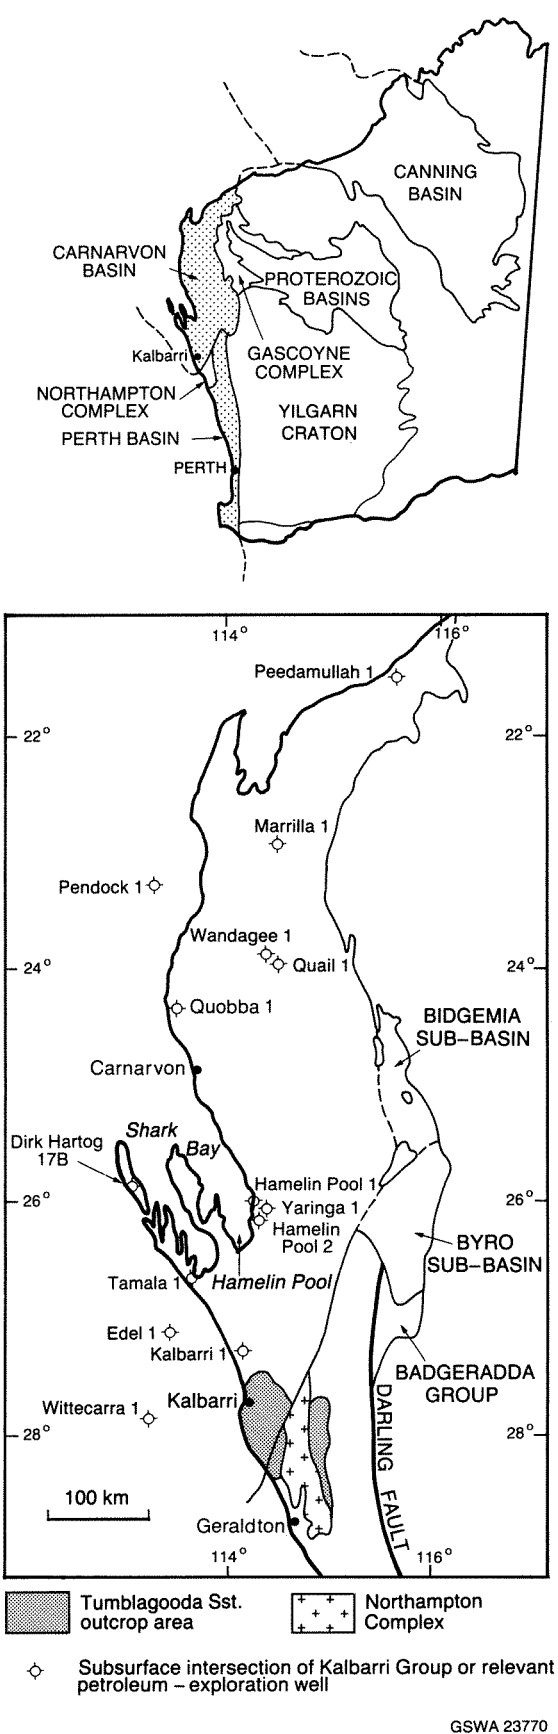 CANNING
BASIN
CARNARVON
BASIN
PROTEROZOIC
BASINS
Kalbarri
GASCOYNE
COMPLEX
NORTHAMPTON
COMPLEX
YILGARN
CRATON
PERTH BASIN
PERTH
114° 116°
Peedamullah 1
22° 22°
Marrilla 1
Pendock 1
Wandagee 1
24° Quail 1 24°
Quobba 1
BIDGEMIA
SUB–BASIN
Carnarvon
Shark
Bay
Dirk Hartog
17B
Hamelin Pool 1
26° Yaringa 1 26°
Hamelin
Pool 2
BYRO
SUB–BASIN
Tamala 1 Hamelin Pool
Edel 1
Kalbarri 1
BADGERADDA
GROUP
Kalbarri
Wittecarra 1
28° 28°
DARLING FAULT
100 km
Geraldton
114° 116°
Tumblagooda Sst.
outcrop area
Northampton
Complex
Subsurface intersection of Kalbarri Group or relevant
petroleum – exploration well
GSWA 23770